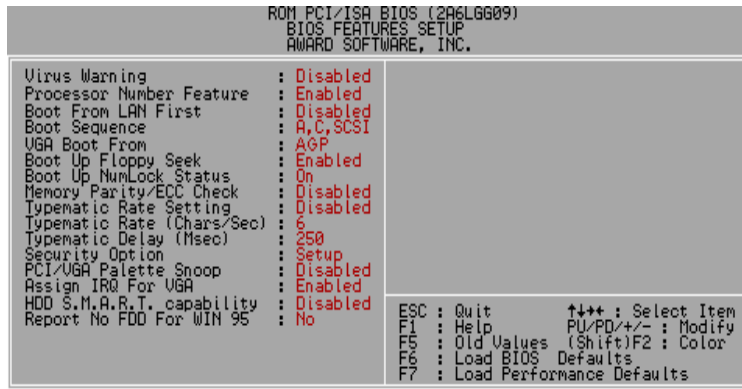 ROM PCI/ISA BIOS (2A6LGG09)
BIOS FEATURES SETUP
AWARD SOFTWARE, INC.
Virus Warning : Disabled
Processor Number Feature : Enabled
Boot From LAN First : Disabled
Boot Sequence : A,C,SCSI
VGA Boot From : AGP
Boot Up Floppy Seek : Enabled
Boot Up NumLock Status : On
Memory Parity/ECC Check : Disabled
Typematic Rate Setting : Disabled
Typematic Rate (Chars/Sec) : 6
Typematic Delay (Msec) : 250
Security Option : Setup
PCI/VGA Palette Snoop : Disabled
Assign IRQ For VGA : Enabled
HDD S.M.A.R.T. capability : Disabled
Report No FDD For WIN 95 : No
ESC : Quit ↑↓→← : Select Item
F1 : Help PU/PD/+/- : Modify
F5 : Old Values (Shift)F2 : Color
F6 : Load BIOS Defaults
F7 : Load Performance Defaults